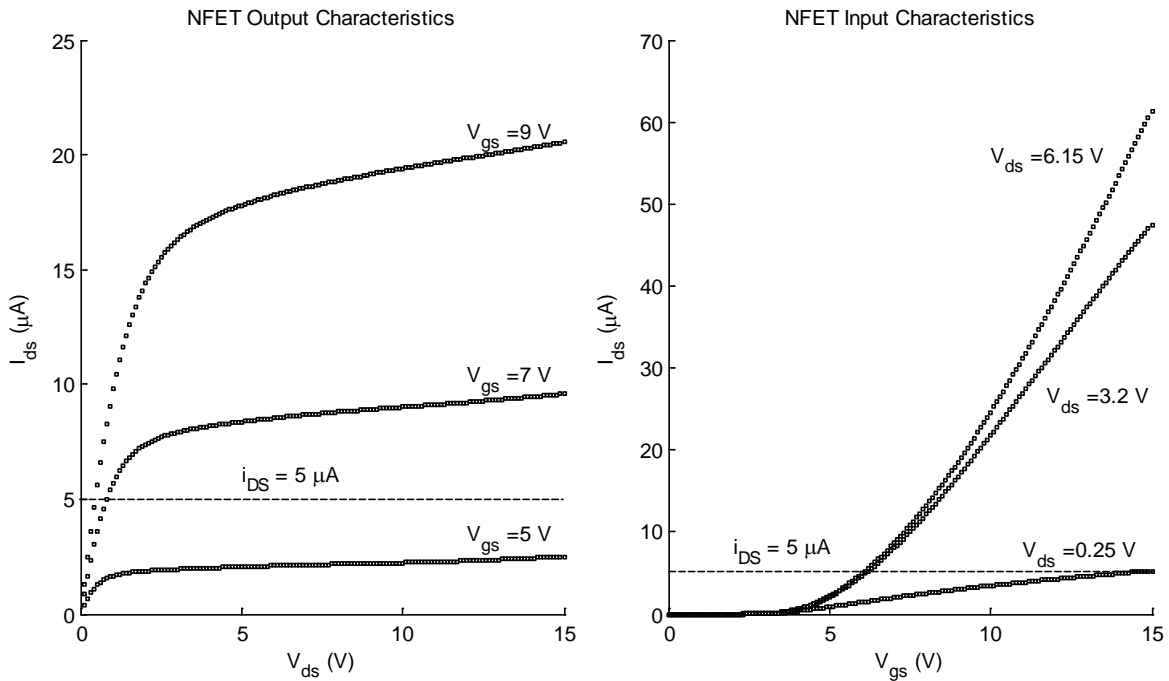 NFET Output Characteristics
25
20
15
10
5
0
I_ds (μA)
V_gs =9 V
V_gs =7 V
i_DS = 5 μA
V_gs =5 V
0 5 10 15
V_ds (V)
NFET Input Characteristics
70
60
50
40
30
20
10
0
I_ds (μA)
V_ds =6.15 V
V_ds =3.2 V
i_DS = 5 μA
V_ds =0.25 V
0 5 10 15
V_gs (V)